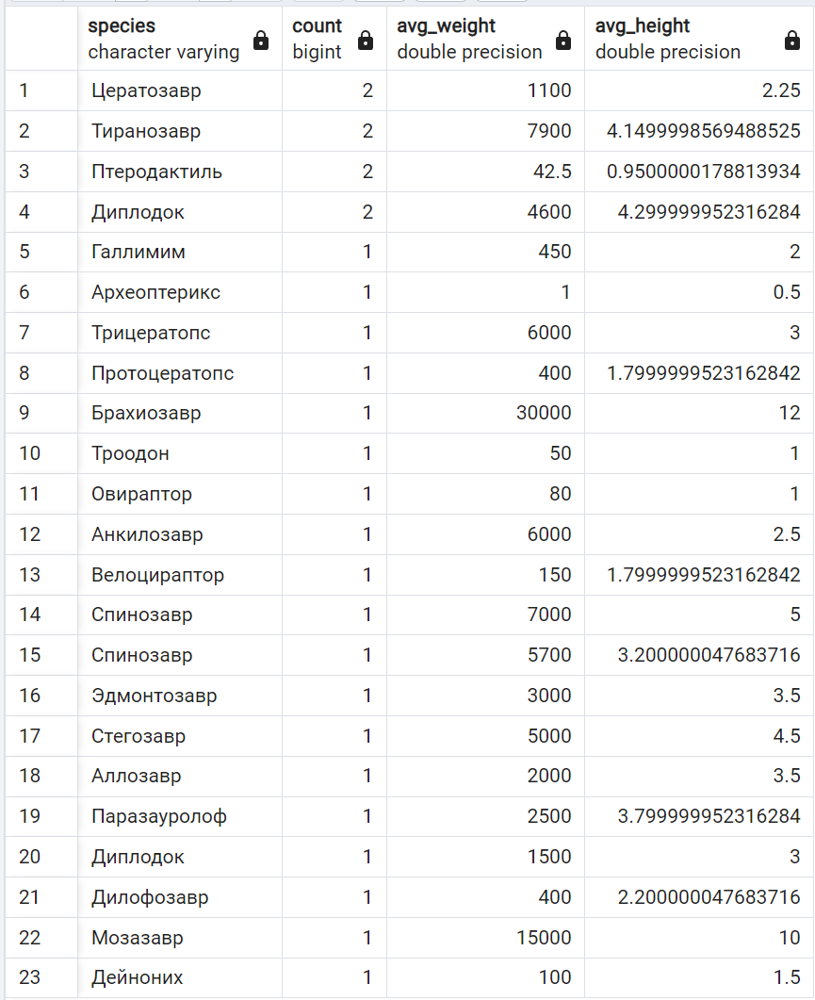 species count avg_weight avg_height
character varying bigint double precision double precision
1 Цератозавр 2 1100 2.25
2 Тиранозавр 2 7900 4.1499998569488525
3 Птеродактиль 2 42.5 0.9500000178813934
4 Диплодок 2 4600 4.299999952316284
5 Галлимим 1 450 2
6 Археоптерикс 1 1 0.5
7 Трицератопс 1 6000 3
8 Протоцератопс 1 400 1.7999999523162842
9 Брахиозавр 1 30000 12
10 Троодон 1 50 1
11 Овираптор 1 80 1
12 Анкилозавр 1 6000 2.5
13 Велоцираптор 1 150 1.7999999523162842
14 Спинозавр 1 7000 5
15 Спинозавр 1 5700 3.200000047683716
16 Эдмонтозавр 1 3000 3.5
17 Стегозавр 1 5000 4.5
18 Аллозавр 1 2000 3.5
19 Паразауролоф 1 2500 3.799999952316284
20 Диплодок 1 1500 3
21 Дилофозавр 1 400 2.200000047683716
22 Мозазавр 1 15000 10
23 Дейноних 1 100 1.5